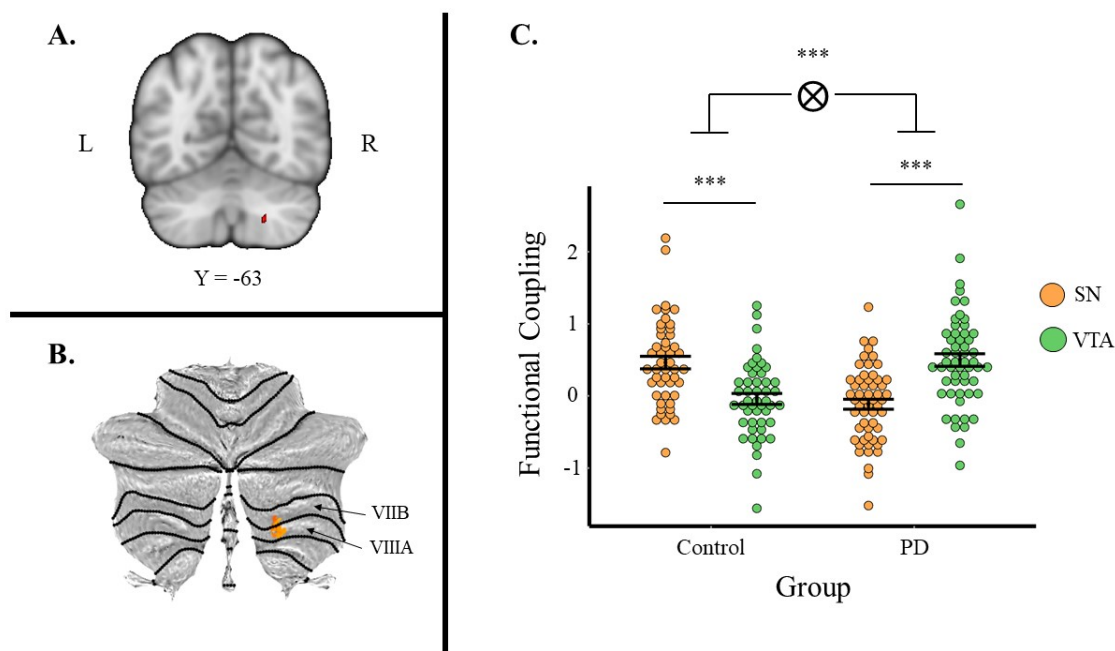 A.
L
R
Y = -63
B.
VIIB
VIIIA
C.
***
***
***
Functional Coupling
2
1
0
-1
Control
PD
Group
SN
VTA